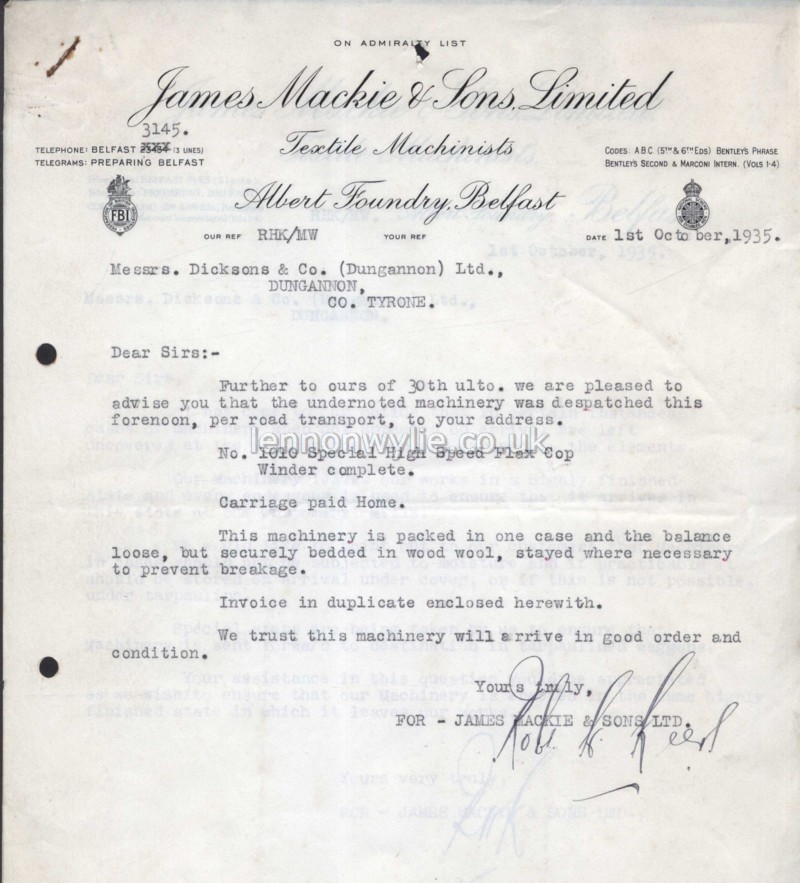 ON ADMIRALTY LIST
James Mackie & Sons, Limited
3145.
TELEPHONE: BELFAST (3 LINES)
TELEGRAMS: PREPARING BELFAST
Textile Machinists
CODES: A.B.C. (5TH & 6TH EDS) BENTLEY'S PHRASE
BENTLEY'S SECOND & MARCONI INTERN. (VOLS 1-4)
FBI
Albert Foundry, Belfast
OUR REF RHK/MW YOUR REF DATE 1st October, 1935.
Messrs. Dicksons & Co. (Dungannon) Ltd.,
DUNGANNON,
CO. TYRONE.
Dear Sirs:-
Further to ours of 30th ulto. we are pleased to
advise you that the undernoted machinery was despatched this
forenoon, per road transport, to your address.
lennonwylie.co.uk
No. 1010 Special High Speed Flax Cop
Winder complete.
Carriage paid Home.
This machinery is packed in one case and the balance
loose, but securely bedded in wood wool, stayed where necessary
to prevent breakage.
Invoice in duplicate enclosed herewith.
We trust this machinery will arrive in good order and
condition.
Yours truly,
FOR - JAMES MACKIE & SONS LTD.